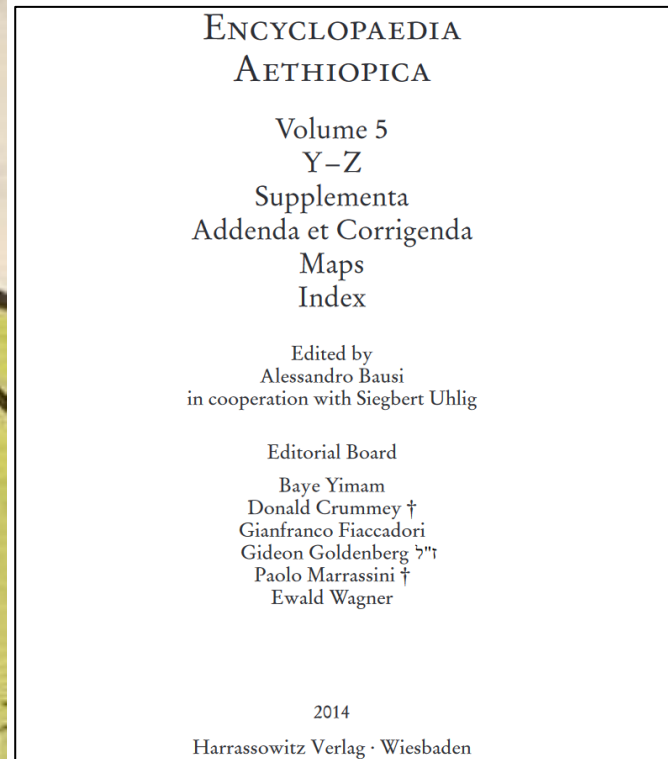 ENCYCLOPAEDIA
AETHIOPICA
Volume 5
Y–Z
Supplementa
Addenda et Corrigenda
Maps
Index
Edited by
Alessandro Bausi
in cooperation with Siegbert Uhlig
Editorial Board
Baye Yimam
Donald Crummey †
Gianfranco Fiaccadori
Gideon Goldenberg ז"ל
Paolo Marrassini †
Ewald Wagner
2014
Harrassowitz Verlag · Wiesbaden